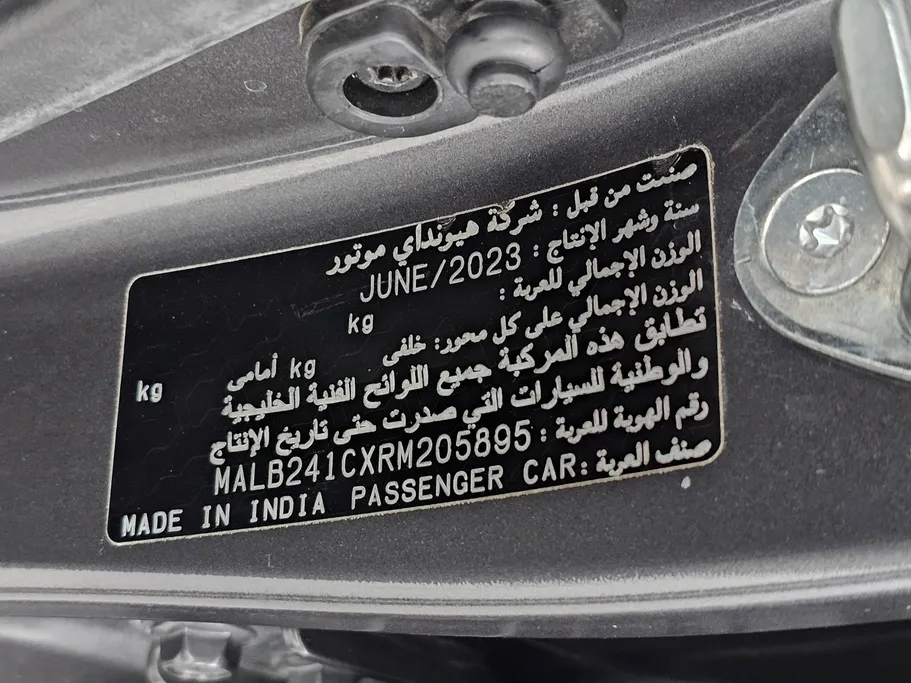 صنعت من قبل : شركة هيونداي موتور
سنة وشهر الإنتاج : JUNE/2023
الوزن الإجمالي للعربة : kg
الوزن الإجمالي على كل محور: خلفى kg أمامى kg
تطابق هذه المركبة جميع اللوائح الفنية الخليجية
والوطنية للسيارات التي صدرت حتى تاريخ الإنتاج
رقم الهوية للعربة : MALB241CXRM205895
صنف العربة : PASSENGER CAR MADE IN INDIA